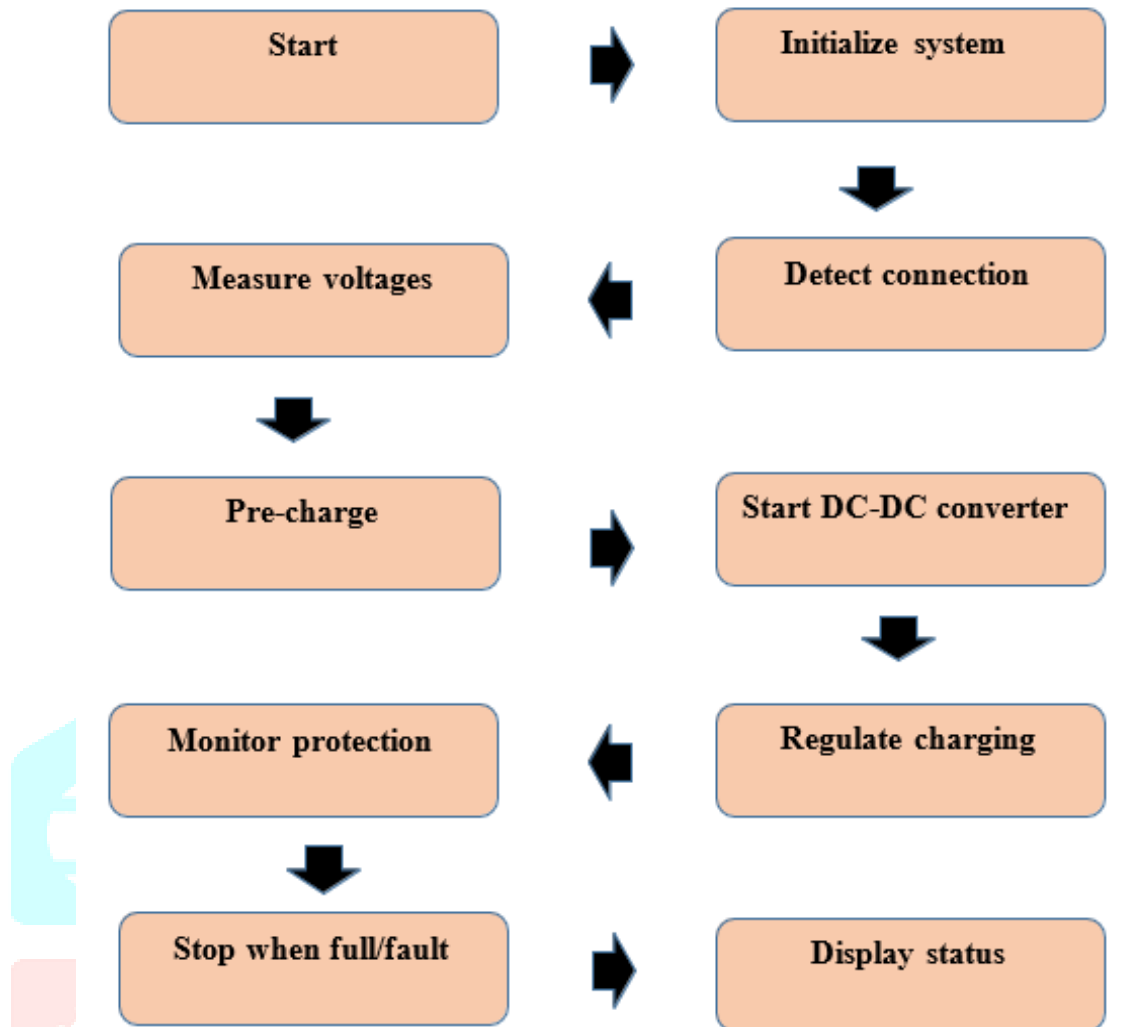 Start
Initialize system
Detect connection
Measure voltages
Pre-charge
Start DC-DC converter
Regulate charging
Monitor protection
Stop when full/fault
Display status